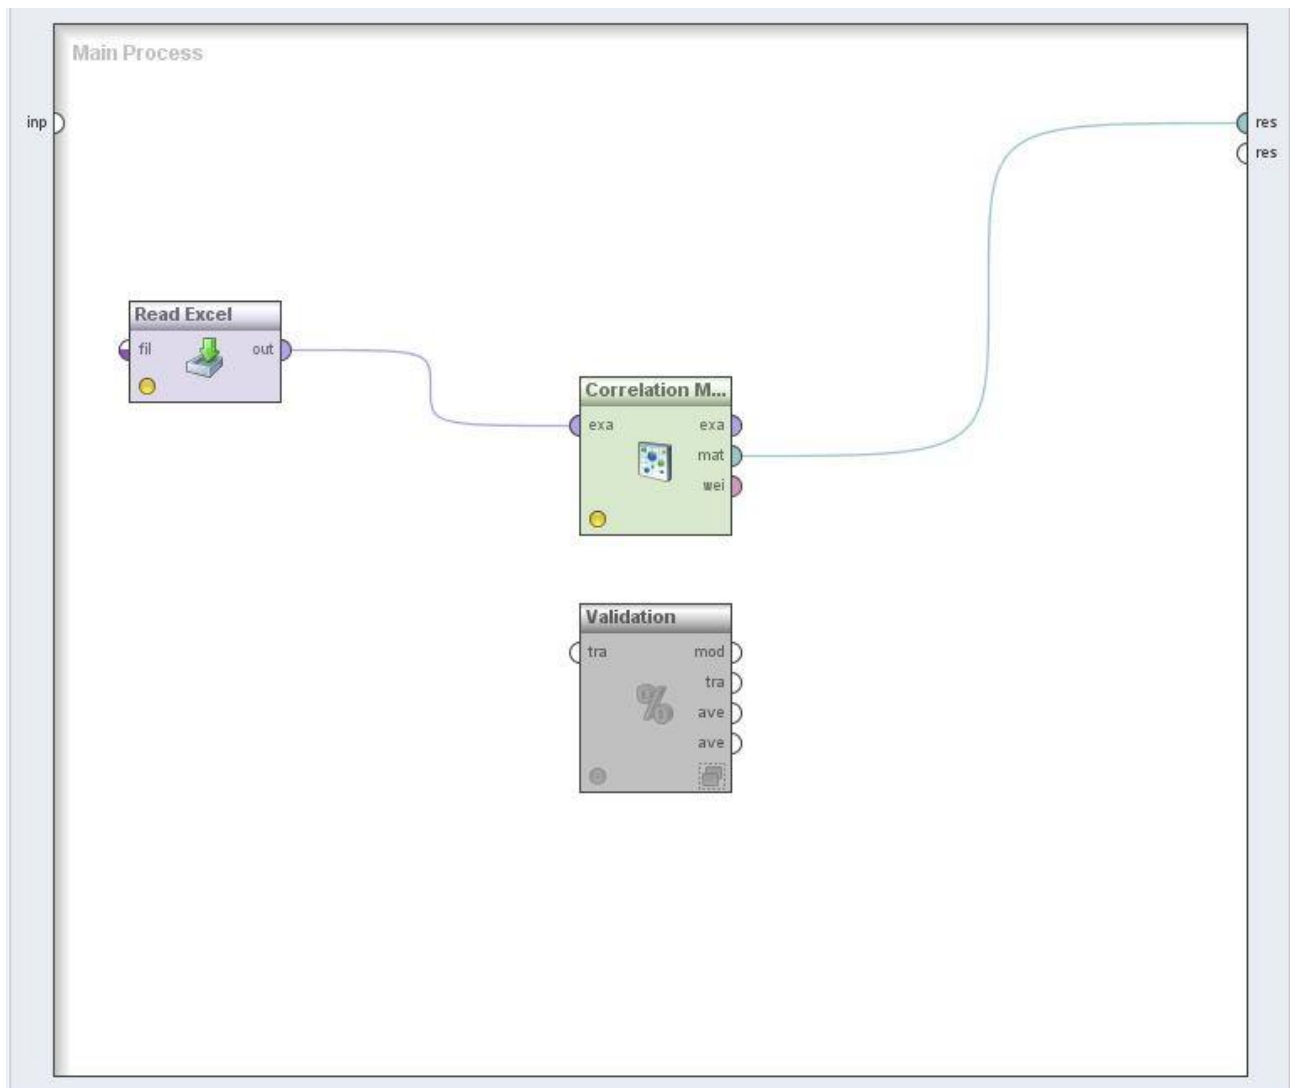 Main Process
inp
res
res
Read Excel
fil
out
Correlation M...
exa
exa
mat
wei
Validation
tra
mod
tra
ave
ave